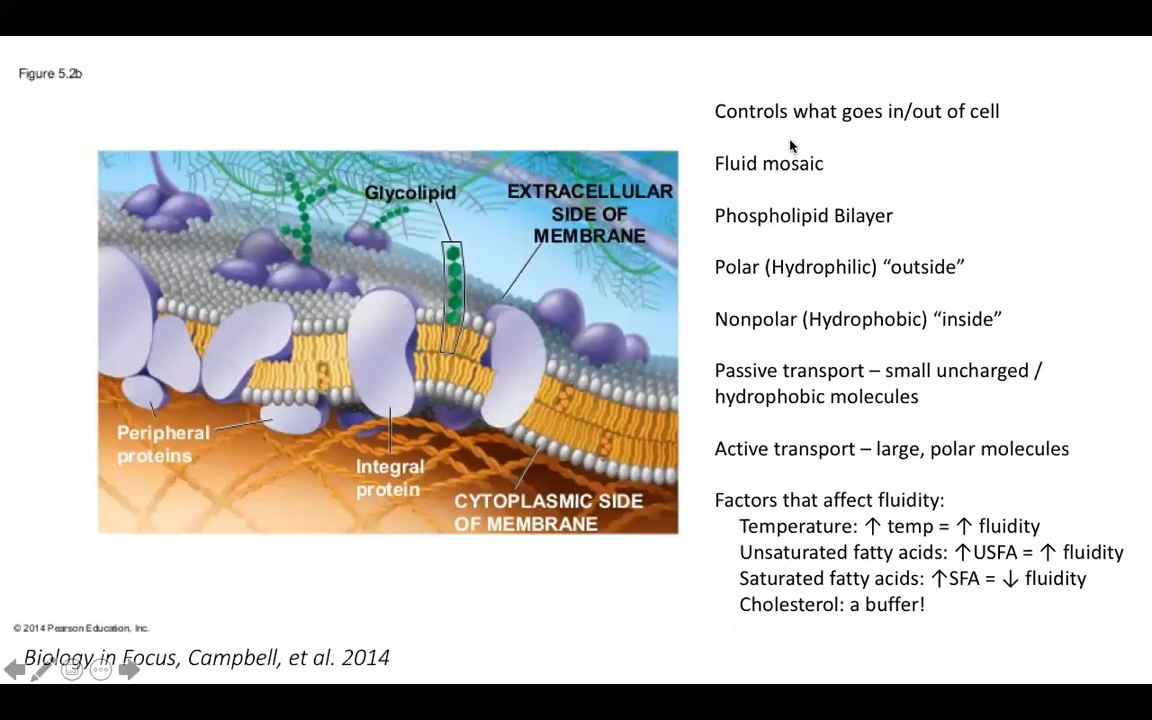 Figure 5.2b
Controls what goes in/out of cell
Fluid mosaic
Phospholipid Bilayer
Polar (Hydrophilic) “outside”
Nonpolar (Hydrophobic) “inside”
Passive transport – small uncharged /
hydrophobic molecules
Active transport – large, polar molecules
Factors that affect fluidity:
Temperature: ↑ temp = ↑ fluidity
Unsaturated fatty acids: ↑USFA = ↑ fluidity
Saturated fatty acids: ↑SFA = ↓ fluidity
Cholesterol: a buffer!
Glycolipid
EXTRACELLULAR
SIDE OF
MEMBRANE
Peripheral
proteins
Integral
protein
CYTOPLASMIC SIDE
OF MEMBRANE
© 2014 Pearson Education, Inc.
Biology in Focus, Campbell, et al. 2014